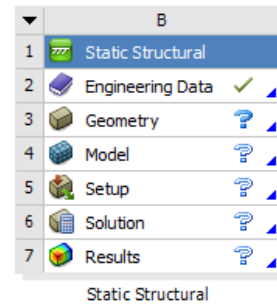 B
1 Static Structural
2 Engineering Data
3 Geometry ?
4 Model ?
5 Setup ?
6 Solution ?
7 Results ?
Static Structural